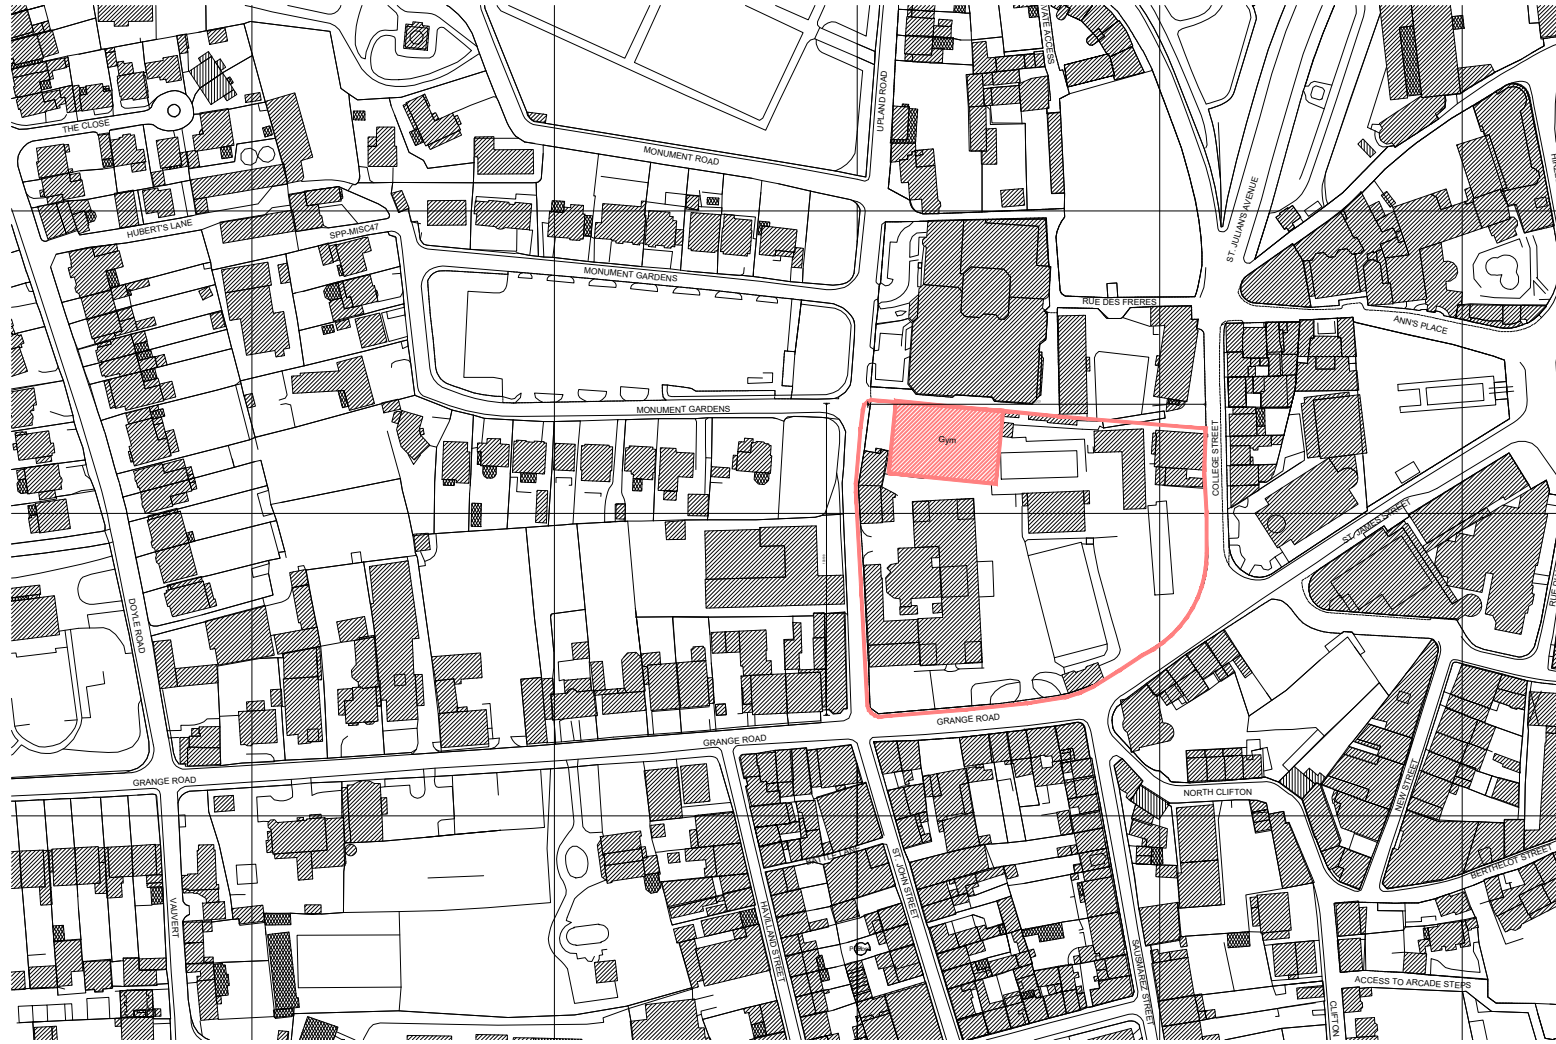 PRIVATE ACCESS
UPLAND ROAD
THE CLOSE
MONUMENT ROAD
ST. JULIAN'S AVENUE
HUBERT'S LANE
SPP-MISC47
MONUMENT GARDENS
RUE DES FRERES
ANN'S PLACE
MONUMENT GARDENS
Gym
COLLEGE STREET
ST. JAMES STREET
DOYLE ROAD
GRANGE ROAD
GRANGE ROAD
GRANGE ROAD
NORTH CLIFTON
NEW STREET
BERTHELOT STREET
ST. JOHN STREET
VAUVERT
HAVILLAND STREET
SAUSMAREZ STREET
ACCESS TO ARCADE STEPS
CLIFTON